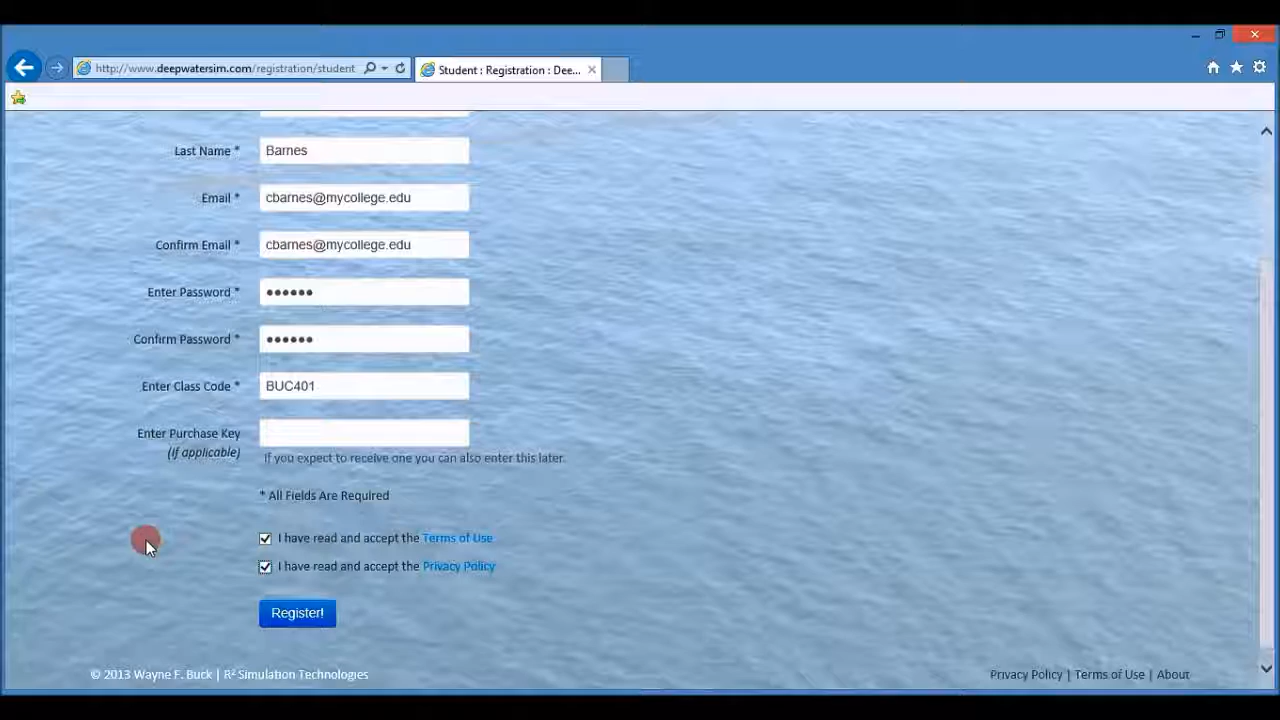 http://www.deepwatersim.com/registration/student
Student : Registration : Dee...
Last Name * Barnes
Email * cbarnes@mycollege.edu
Confirm Email * cbarnes@mycollege.edu
Enter Password * ••••••
Confirm Password * ••••••
Enter Class Code * BUC401
Enter Purchase Key
(if applicable)
If you expect to receive one you can also enter this later.
* All Fields Are Required
I have read and accept the Terms of Use
I have read and accept the Privacy Policy
Register!
© 2013 Wayne F. Buck | R² Simulation Technologies
Privacy Policy | Terms of Use | About